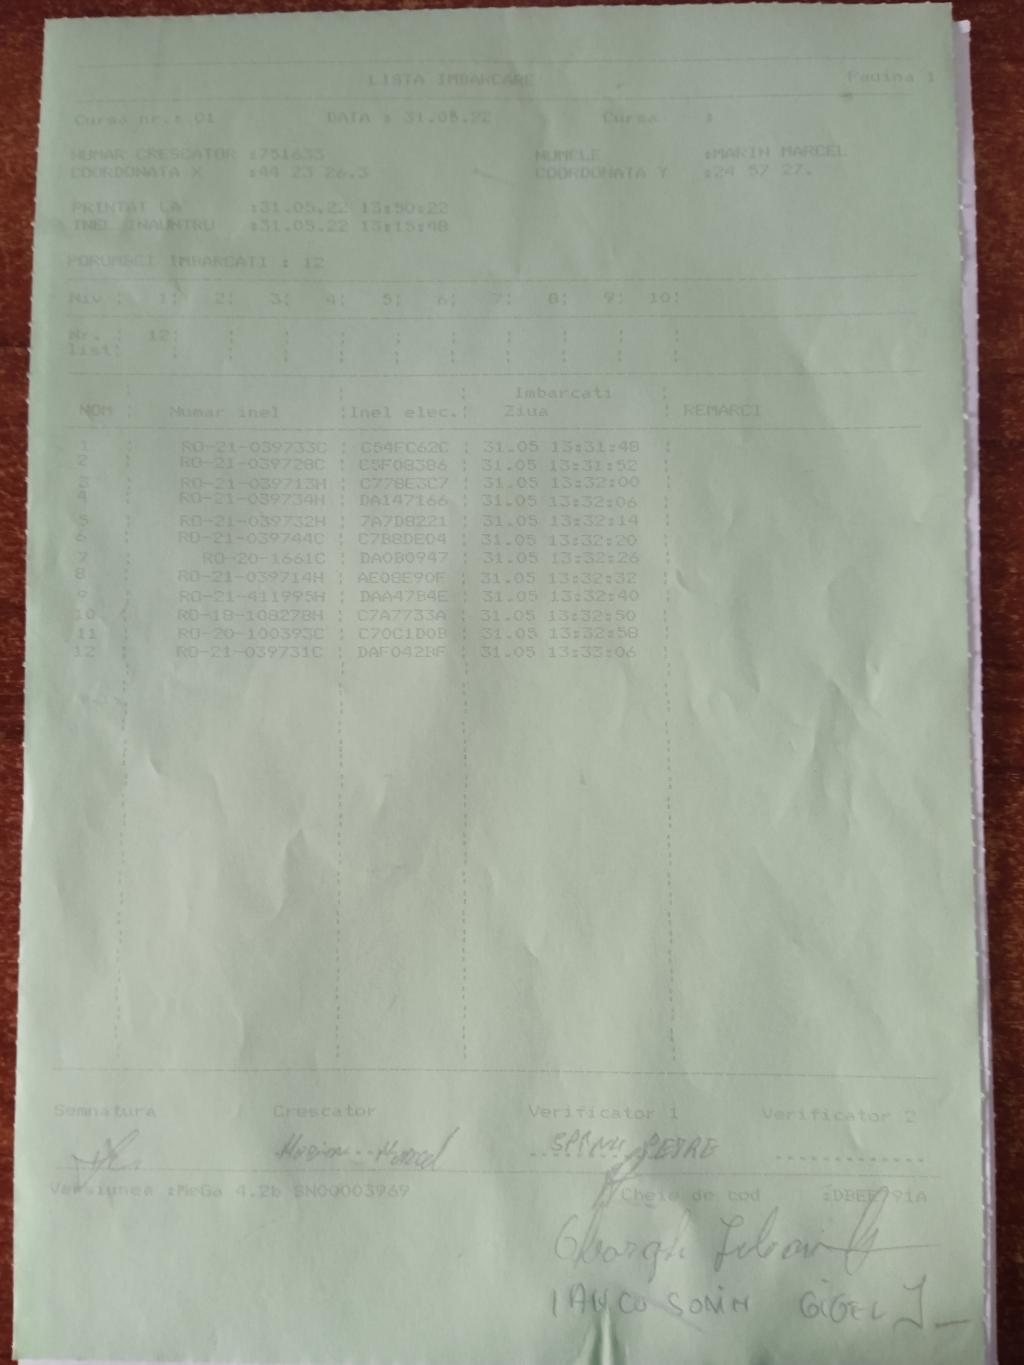 LISTA IMBARCARE Pagina 1
Cursa nr.: 01 DATA : 31.05.22 Cursa :
NUMAR CRESCATOR :751633 NUMELE :MARIN MARCEL
COORDONATA X :44 23 26.3 COORDONATA Y :24 57 27.
PRINTAT LA :31.05.22 13:50:22
INEL INAUNTRU :31.05.22 13:15:48
PORUMBEI IMBARCATI : 12
Niv : 1: 2: 3: 4: 5: 6: 7: 8: 9: 10:
Nr. : 12:
list:
Imbarcati
NOM : Numar inel :Inel elec.: Ziua : REMARCI
1 : RO-21-039733C : C54FC62C : 31.05 13:31:48 :
2 : RO-21-039728C : C5F08386 : 31.05 13:31:52 :
3 : RO-21-039713H : C778E3C7 : 31.05 13:32:00 :
4 : RO-21-039734H : DA147166 : 31.05 13:32:06 :
5 : RO-21-039732H : 7A7D8221 : 31.05 13:32:14 :
6 : RO-21-039744C : C7B8DE04 : 31.05 13:32:20 :
7 : RO-20-1661C : DA0B0947 : 31.05 13:32:26 :
8 : RO-21-039714H : AE08E90F : 31.05 13:32:32 :
9 : RO-21-411995H : DAA47B4E : 31.05 13:32:40 :
10 : RO-18-108278H : C7A7733A : 31.05 13:32:50 :
11 : RO-20-100393C : C70C1D0B : 31.05 13:32:58 :
12 : RO-21-039731C : DAF042BF : 31.05 13:33:06 :
Semnatura Crescator Verificator 1 Verificator 2
Marin Marcel PETRE
Versiunea :MeGa 4.2b SN00003969 Cheie de cod
IANCU SORIN GIGEL